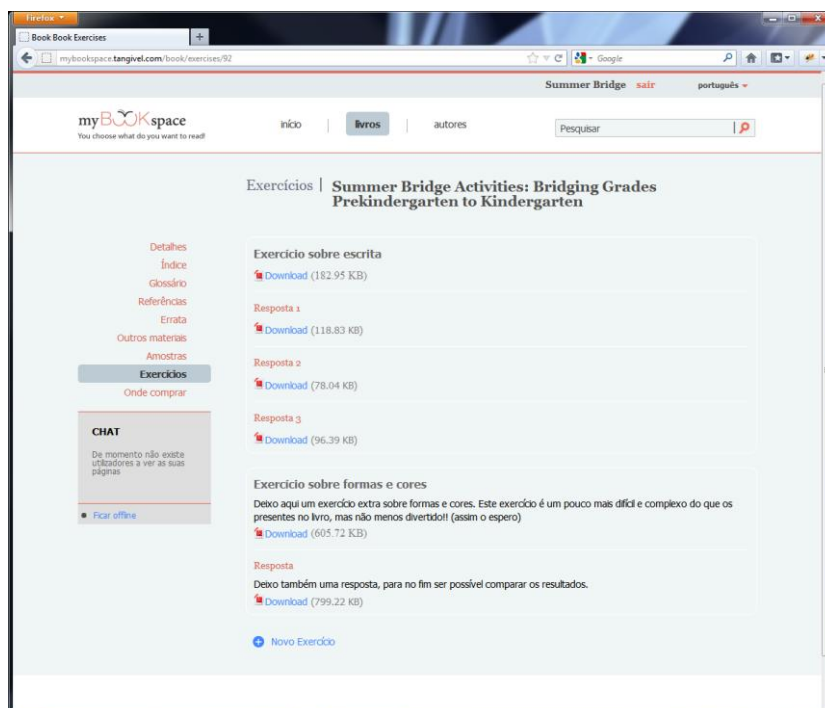 Firefox
Book Book Exercises
mybookspace.tangivel.com/book/exercises/92
Google
Summer Bridge sair português
myBOOKspace
You choose what do you want to read!
início | livros | autores
Pesquisar
Exercícios | Summer Bridge Activities: Bridging Grades
Prekindergarten to Kindergarten
Detalhes
Índice
Glossário
Referências
Errata
Outros materiais
Amostras
Exercícios
Onde comprar
CHAT
De momento não existe
utilizadores a ver as suas
páginas
Ficar offline
Exercício sobre escrita
Download (182.95 KB)
Resposta 1
Download (118.83 KB)
Resposta 2
Download (78.04 KB)
Resposta 3
Download (96.39 KB)
Exercício sobre formas e cores
Deixo aqui um exercício extra sobre formas e cores. Este exercício é um pouco mais difícil e complexo do que os
presentes no livro, mas não menos divertido!! (assim o espero)
Download (605.72 KB)
Resposta
Deixo também uma resposta, para no fim ser possível comparar os resultados.
Download (799.22 KB)
Novo Exercício